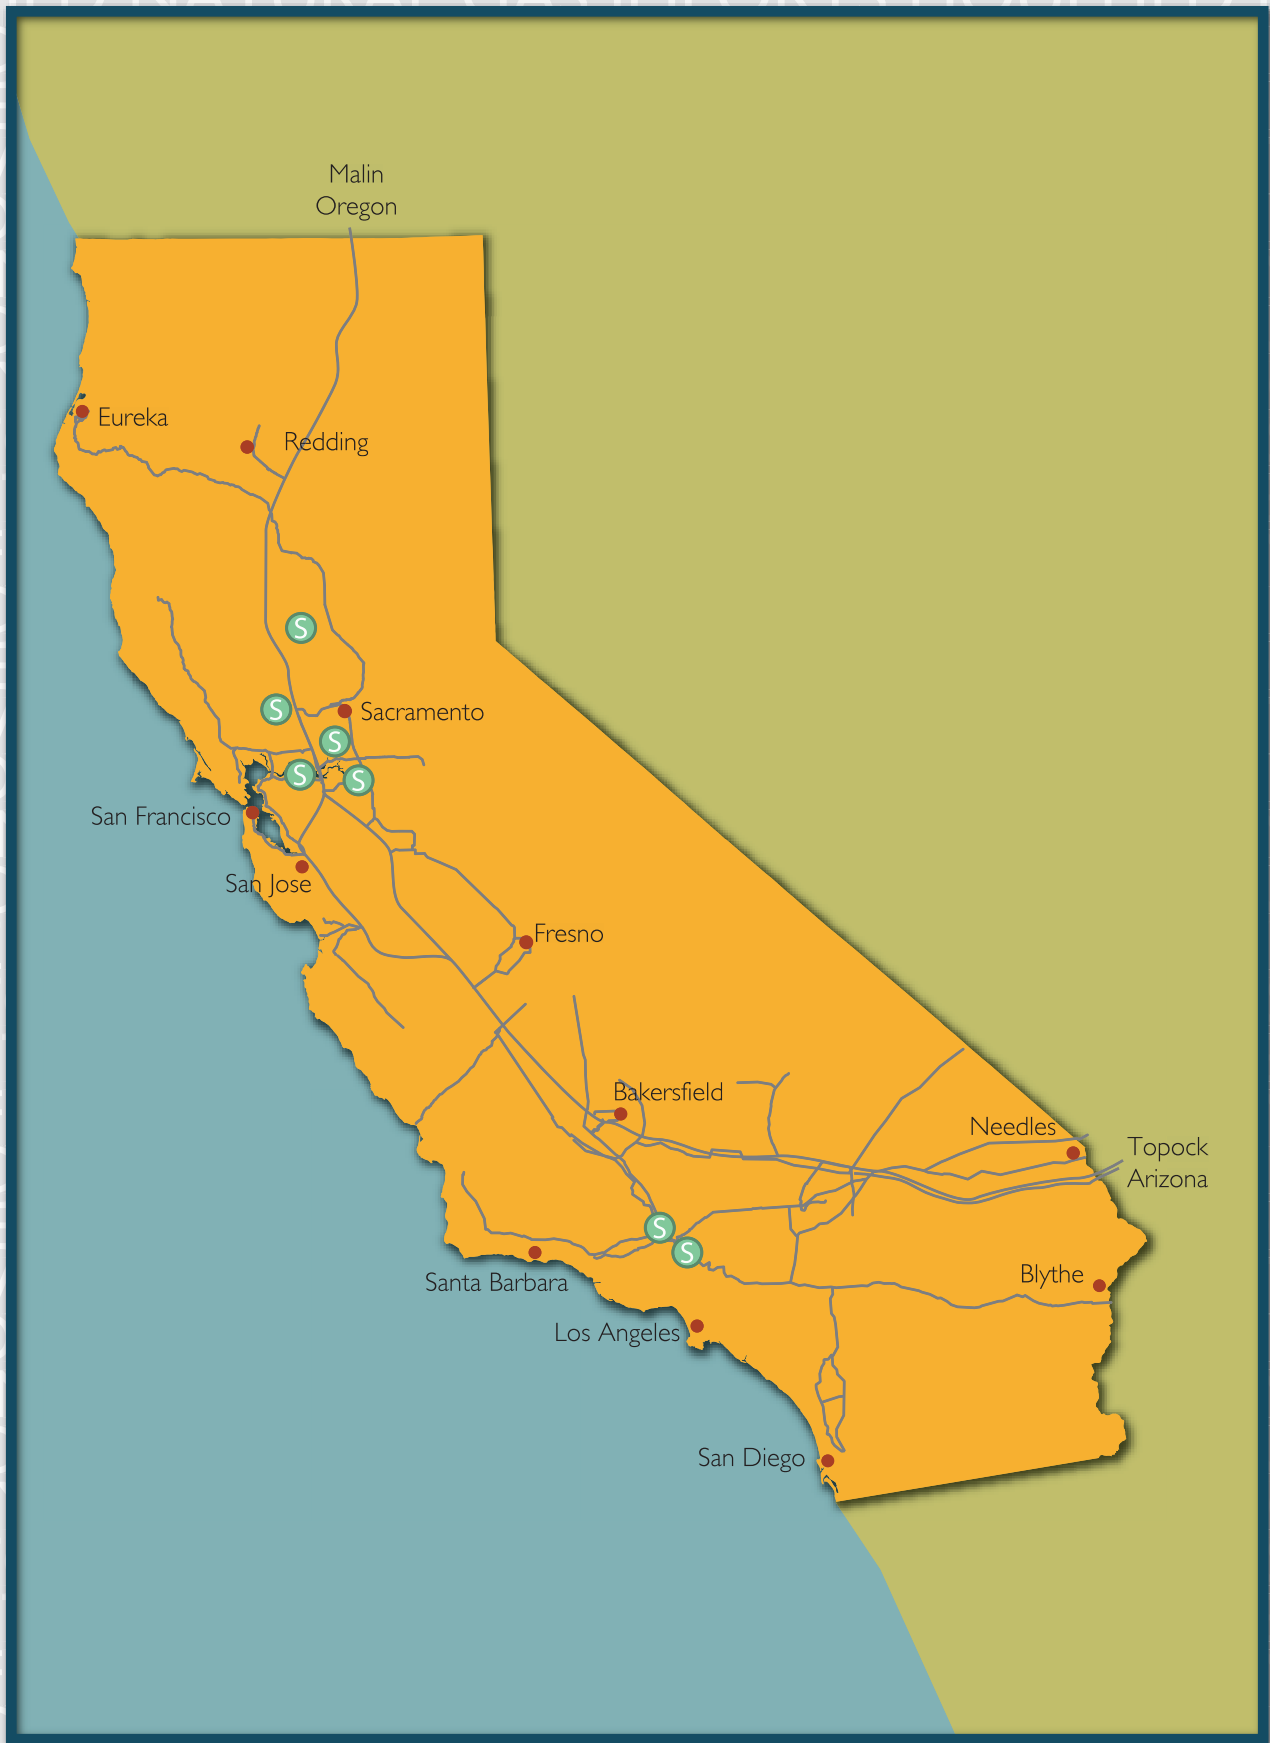 Malin
Oregon
Eureka
Redding
S
S
Sacramento
S
S
S
San Francisco
San Jose
Fresno
Bakersfield
Needles
Topock
Arizona
S
S
Santa Barbara
Blythe
Los Angeles
San Diego